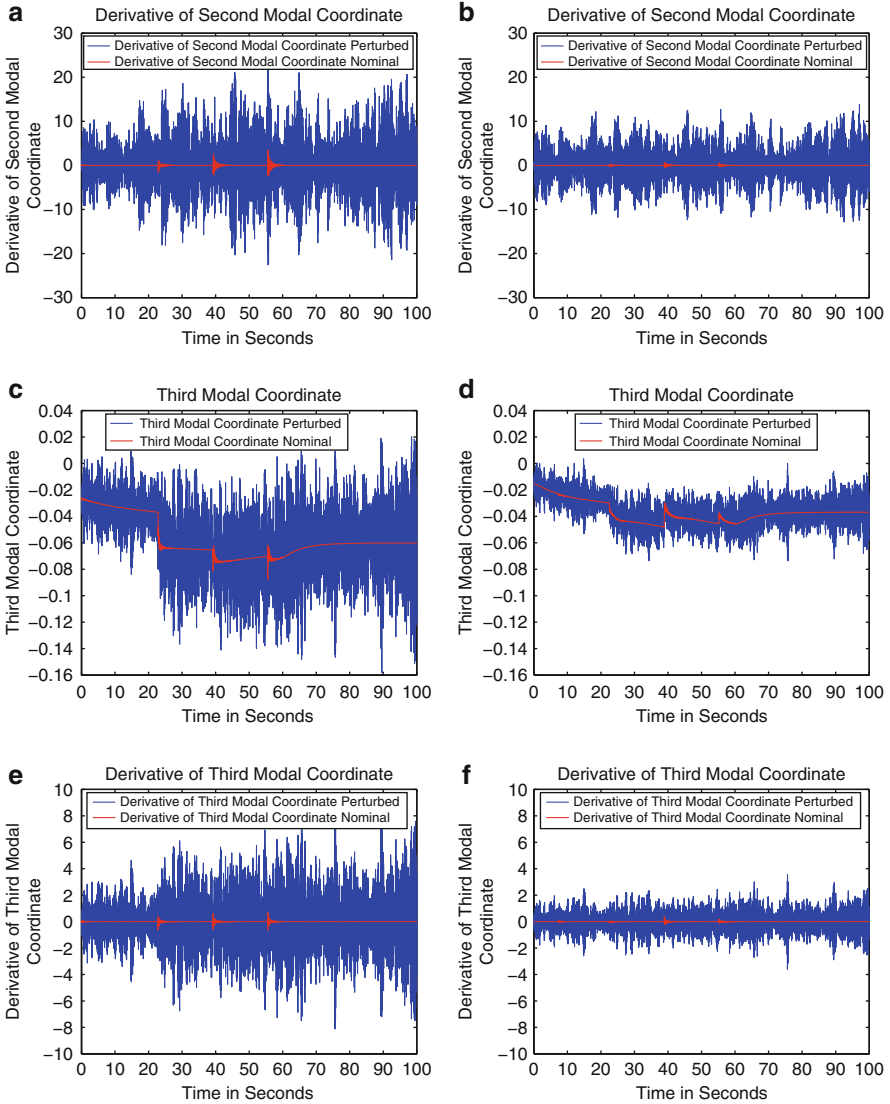 a
Derivative of Second Modal Coordinate
Derivative of Second Modal Coordinate Perturbed
Derivative of Second Modal Coordinate Nominal
Derivative of Second Modal
Coordinate
30
20
10
0
−10
−20
−30
0 10 20 30 40 50 60 70 80 90 100
Time in Seconds
b
Derivative of Second Modal Coordinate
Derivative of Second Modal Coordinate Perturbed
Derivative of Second Modal Coordinate Nominal
Derivative of Second Modal
Coordinate
30
20
10
0
−10
−20
−30
0 10 20 30 40 50 60 70 80 90 100
Time in Seconds
c
Third Modal Coordinate
Third Modal Coordinate Perturbed
Third Modal Coordinate Nominal
Third Modal Coordinate
0.04
0.02
0
−0.02
−0.04
−0.06
−0.08
−0.1
−0.12
−0.14
−0.16
0 10 20 30 40 50 60 70 80 90 100
Time in Seconds
d
Third Modal Coordinate
Third Modal Coordinate Perturbed
Third Modal Coordinate Nominal
Third Modal Coordinate
0.04
0.02
0
−0.02
−0.04
−0.06
−0.08
−0.1
−0.12
−0.14
−0.16
0 10 20 30 40 50 60 70 80 90 100
Time in Seconds
e
Derivative of Third Modal Coordinate
Derivative of Third Modal Coordinate Perturbed
Derivative of Third Modal Coordinate Nominal
Derivative of Third Modal
Coordinate
10
8
6
4
2
0
−2
−4
−6
−8
−10
0 10 20 30 40 50 60 70 80 90 100
Time in Seconds
f
Derivative of Third Modal Coordinate
Derivative of Third Modal Coordinate Perturbed
Derivative of Third Modal Coordinate Nominal
Derivative of Third Modal
Coordinate
10
8
6
4
2
0
−2
−4
−6
−8
−10
0 10 20 30 40 50 60 70 80 90 100
Time in Seconds